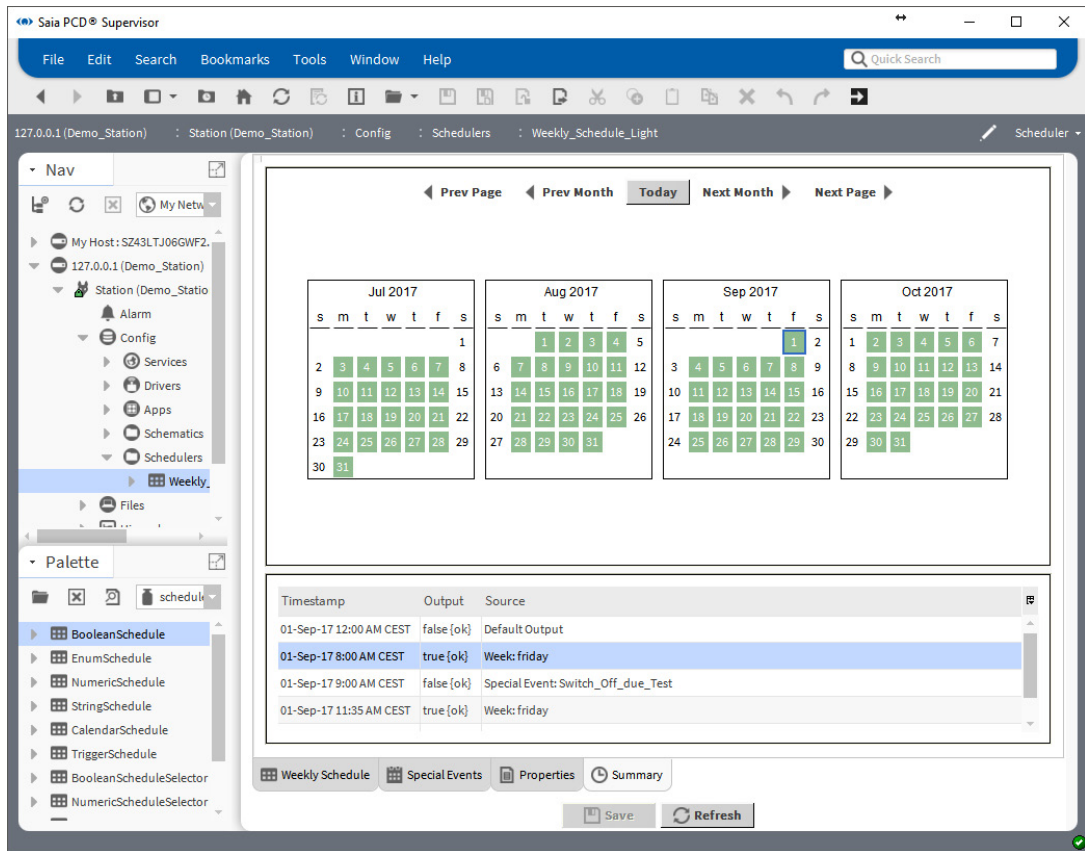 Saia PCD® Supervisor
File Edit Search Bookmarks Tools Window Help
Quick Search
127.0.0.1 (Demo_Station) : Station (Demo_Station) : Config : Schedulers : Weekly_Schedule_Light
Scheduler
Nav
My Netw
My Host : SZ43LTJ06GWF2.
127.0.0.1 (Demo_Station)
Station (Demo_Statio
Alarm
Config
Services
Drivers
Apps
Schematics
Schedulers
Weekly_
Files
Palette
schedule
BooleanSchedule
EnumSchedule
NumericSchedule
StringSchedule
CalendarSchedule
TriggerSchedule
BooleanScheduleSelector
NumericScheduleSelector
Prev Page Prev Month Today Next Month Next Page
Jul 2017
s m t w t f s
1
2 3 4 5 6 7 8
9 10 11 12 13 14 15
16 17 18 19 20 21 22
23 24 25 26 27 28 29
30 31
Aug 2017
s m t w t f s
1 2 3 4 5
6 7 8 9 10 11 12
13 14 15 16 17 18 19
20 21 22 23 24 25 26
27 28 29 30 31
Sep 2017
s m t w t f s
1 2
3 4 5 6 7 8 9
10 11 12 13 14 15 16
17 18 19 20 21 22 23
24 25 26 27 28 29 30
Oct 2017
s m t w t f s
1 2 3 4 5 6 7
8 9 10 11 12 13 14
15 16 17 18 19 20 21
22 23 24 25 26 27 28
29 30 31
Timestamp Output Source
01-Sep-17 12:00 AM CEST false {ok} Default Output
01-Sep-17 8:00 AM CEST true {ok} Week: friday
01-Sep-17 9:00 AM CEST false {ok} Special Event: Switch_Off_due_Test
01-Sep-17 11:35 AM CEST true {ok} Week: friday
Weekly Schedule Special Events Properties Summary
Save Refresh